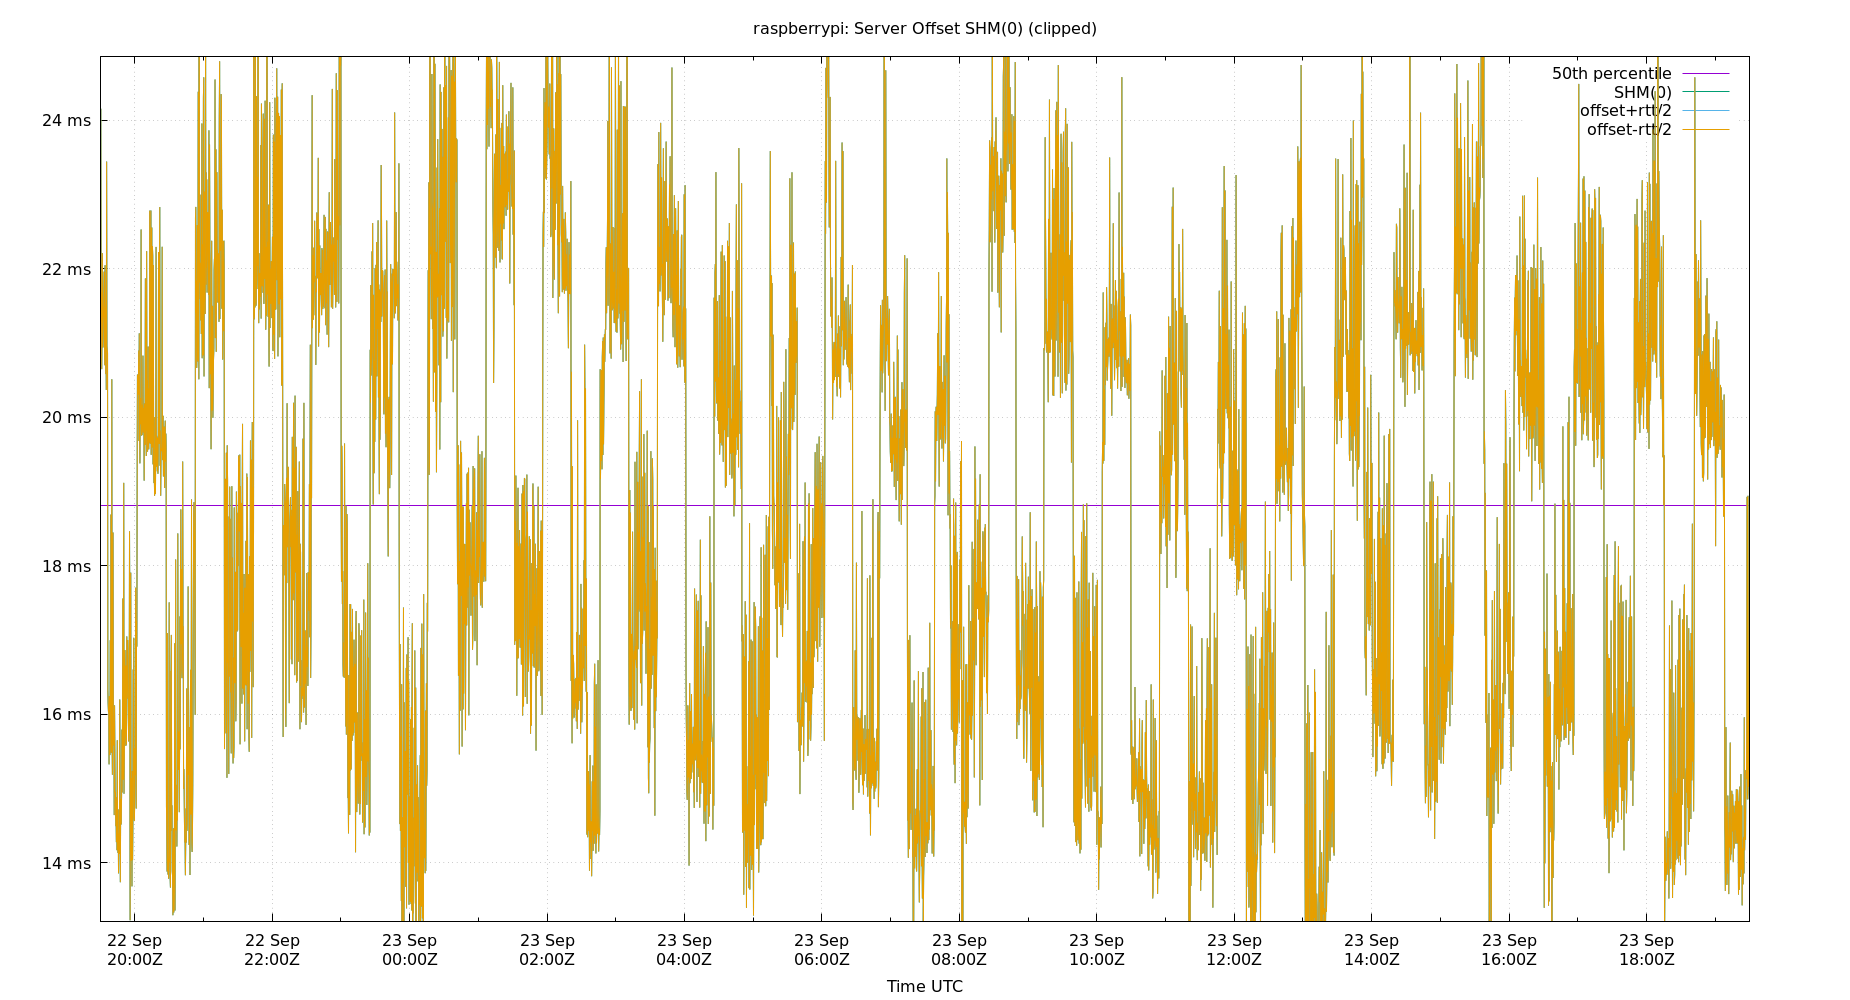 raspberrypi: Server Offset SHM(0) (clipped)
50th percentile
SHM(0)
offset+rtt/2
offset-rtt/2
24 ms
22 ms
20 ms
18 ms
16 ms
14 ms
22 Sep 22 Sep 23 Sep 23 Sep 23 Sep 23 Sep 23 Sep 23 Sep 23 Sep 23 Sep 23 Sep 23 Sep
20:00Z 22:00Z 00:00Z 02:00Z 04:00Z 06:00Z 08:00Z 10:00Z 12:00Z 14:00Z 16:00Z 18:00Z
Time UTC